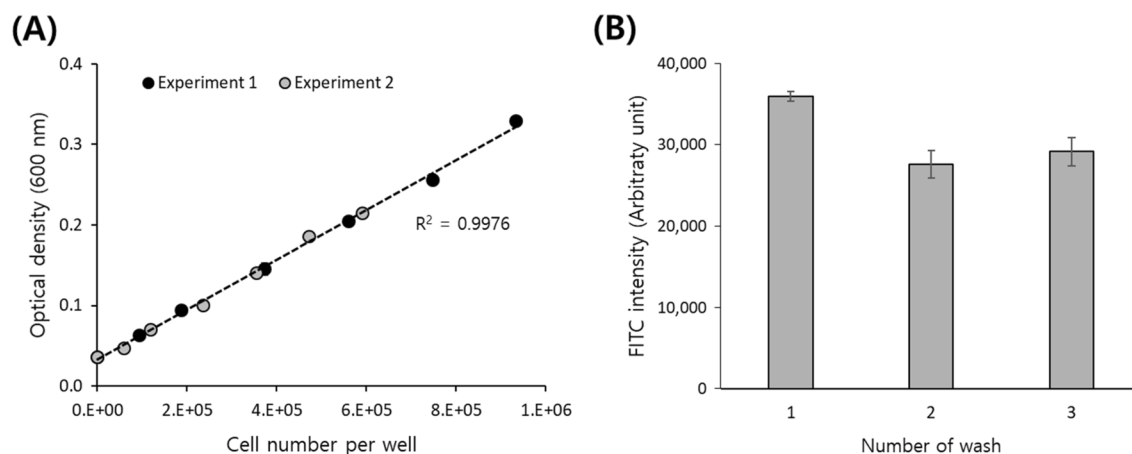 (A)
0.4
0.3
0.2
0.1
0.0
Optical density (600 nm)
Experiment 1 Experiment 2
R² = 0.9976
0.E+00 2.E+05 4.E+05 6.E+05 8.E+05 1.E+06
Cell number per well
(B)
40,000
30,000
20,000
10,000
0
FITC intensity (Arbitraty unit)
1 2 3
Number of wash